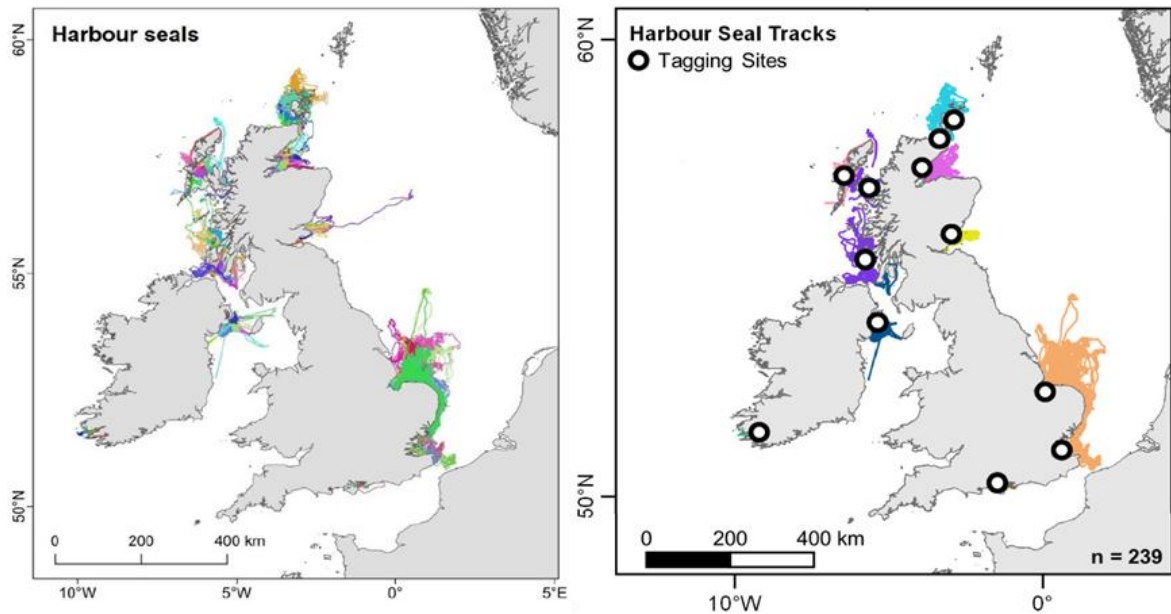 Harbour seals
60°N
55°N
50°N
0 200 400 km
10°W 5°W 0° 5°E
Harbour Seal Tracks
Tagging Sites
60°N
50°N
0 200 400 km
n = 239
10°W 0°